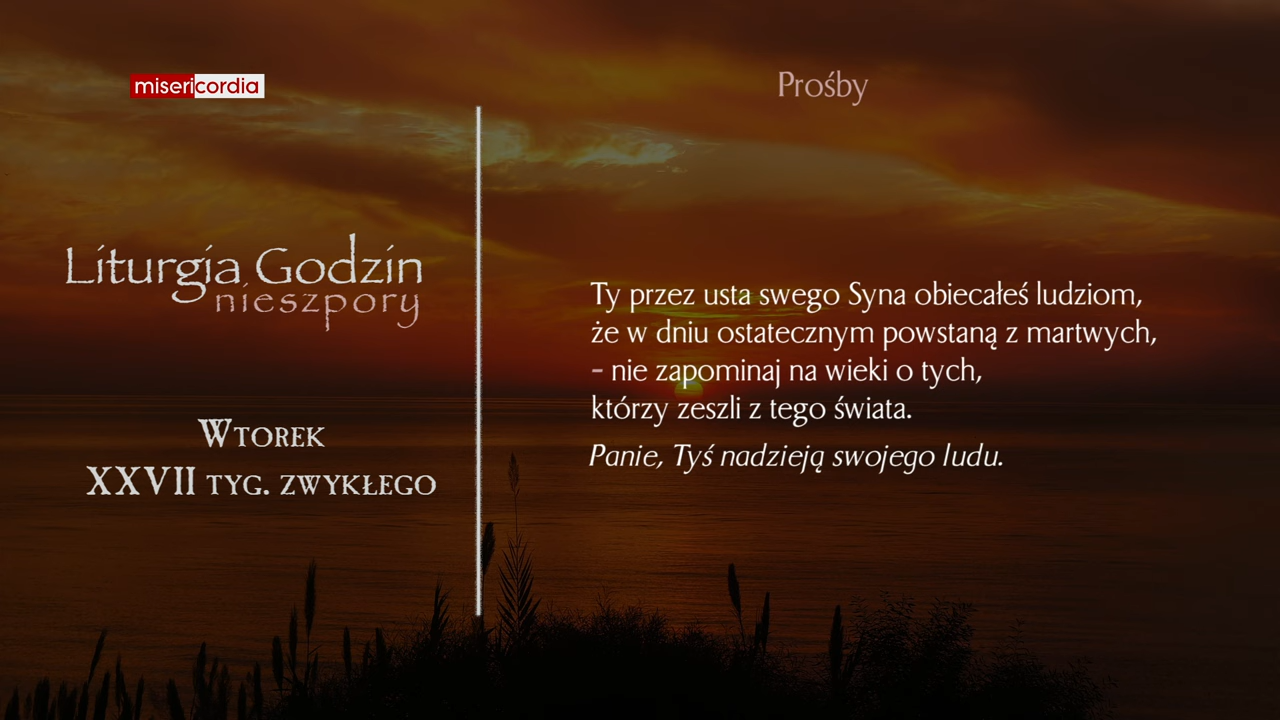 misericordia
Prośby
Liturgia Godzin
nieszpory
Wtorek
XXVII tyg. zwykłego
Ty przez usta swego Syna obiecałeś ludziom,
że w dniu ostatecznym powstaną z martwych,
- nie zapominaj na wieki o tych,
którzy zeszli z tego świata.
Panie, Tyś nadzieją swojego ludu.